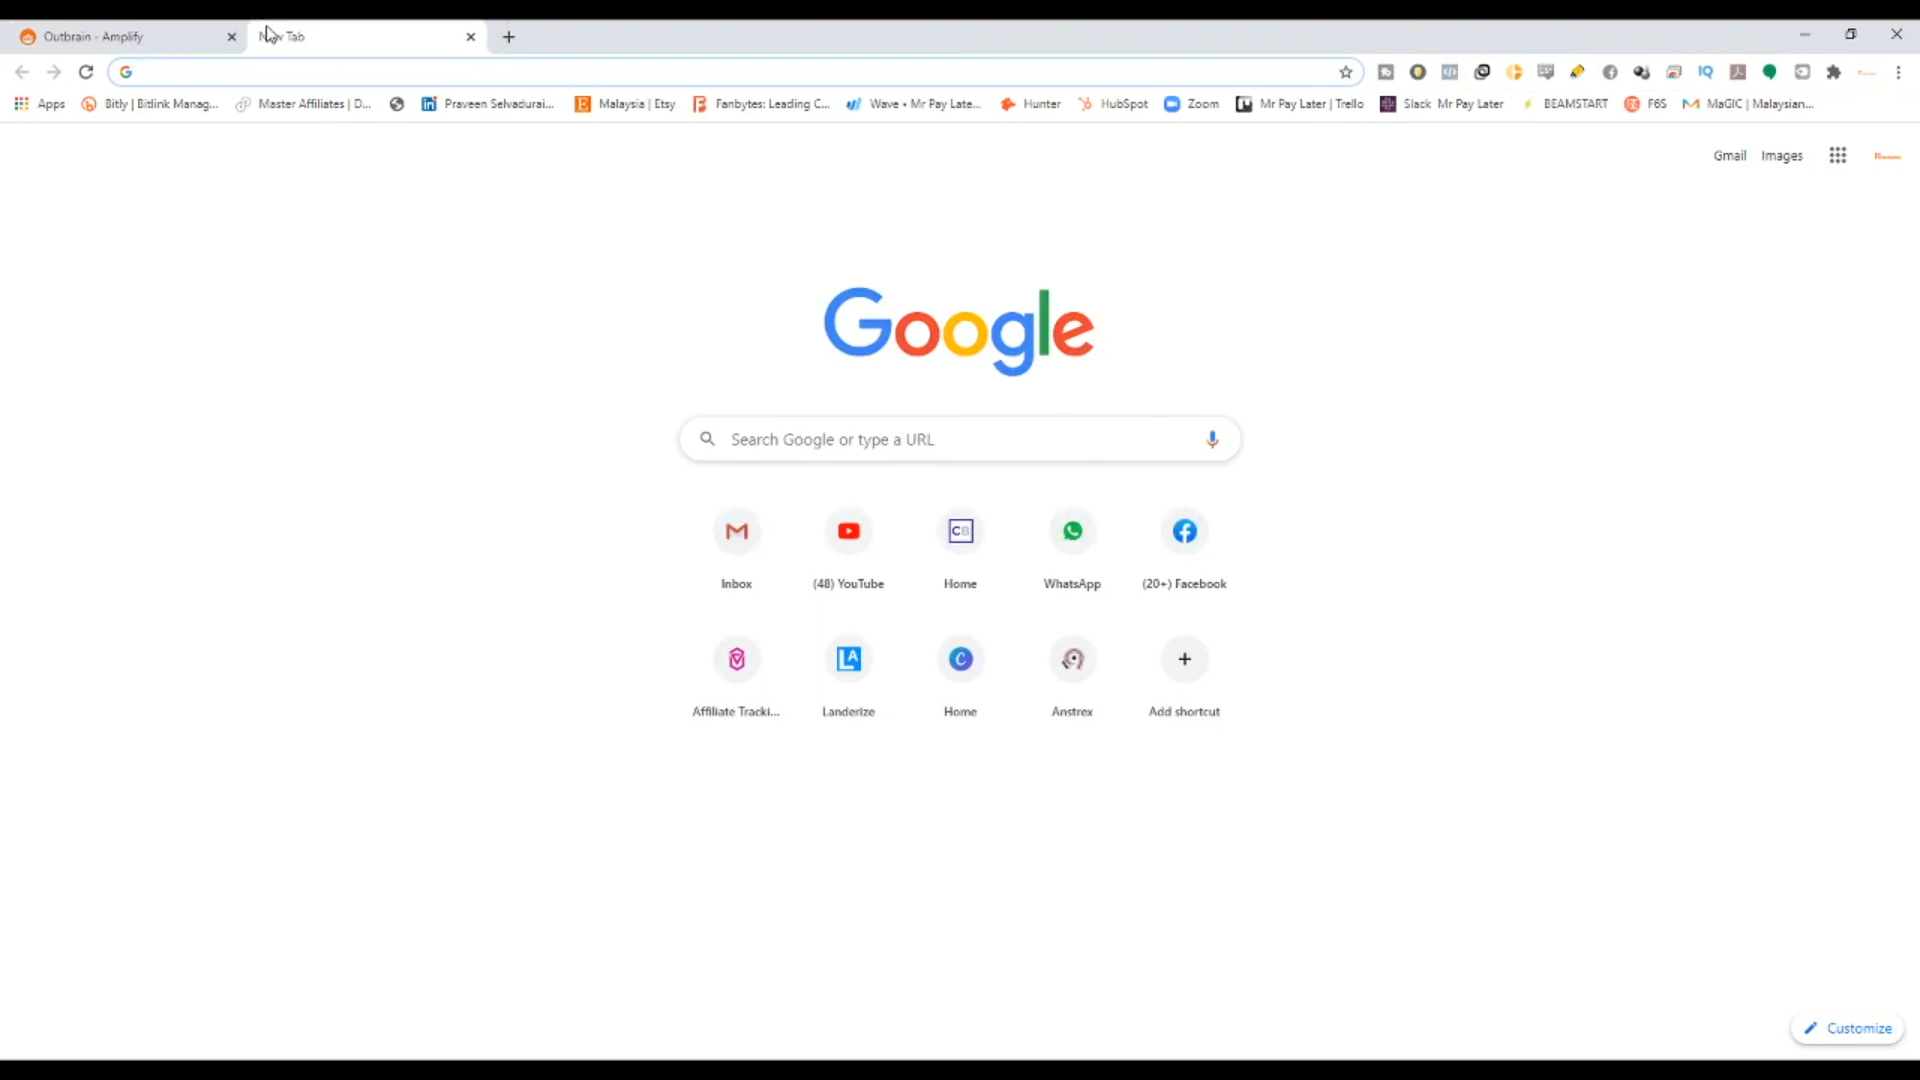 Outbrain - Amplify
New Tab
Apps Bitly | Bitlink Manag... Master Affiliates | D... Praveen Selvadurai... Malaysia | Etsy Fanbytes: Leading C... Wave • Mr Pay Late... Hunter HubSpot Zoom Mr Pay Later | Trello Slack Mr Pay Later BEAMSTART F6S MaGIC | Malaysian...
Gmail Images
Google
Search Google or type a URL
Inbox (48) YouTube Home WhatsApp (20+) Facebook
Affiliate Tracki... Landerize Home Anstrex Add shortcut
Customize